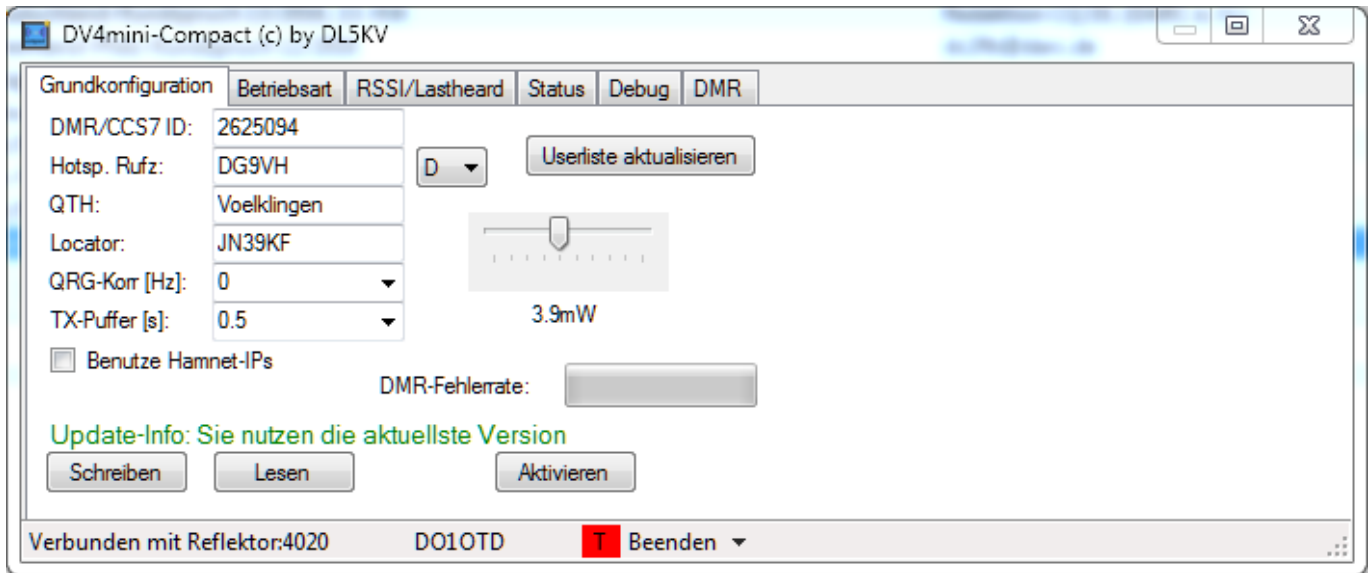 DV4mini-Compact (c) by DL5KV
Grundkonfiguration Betriebsart RSSI/Lastheard Status Debug DMR
DMR/CCS7 ID: 2625094
Hotsp. Rufz: DG9VH D Userliste aktualisieren
QTH: Voelklingen
Locator: JN39KF
QRG-Korr [Hz]: 0
TX-Puffer [s]: 0.5 3.9mW
Benutze Hamnet-IPs
DMR-Fehlerrate:
Update-Info: Sie nutzen die aktuellste Version
Schreiben Lesen Aktivieren
Verbunden mit Reflektor:4020 DO1OTD T Beenden